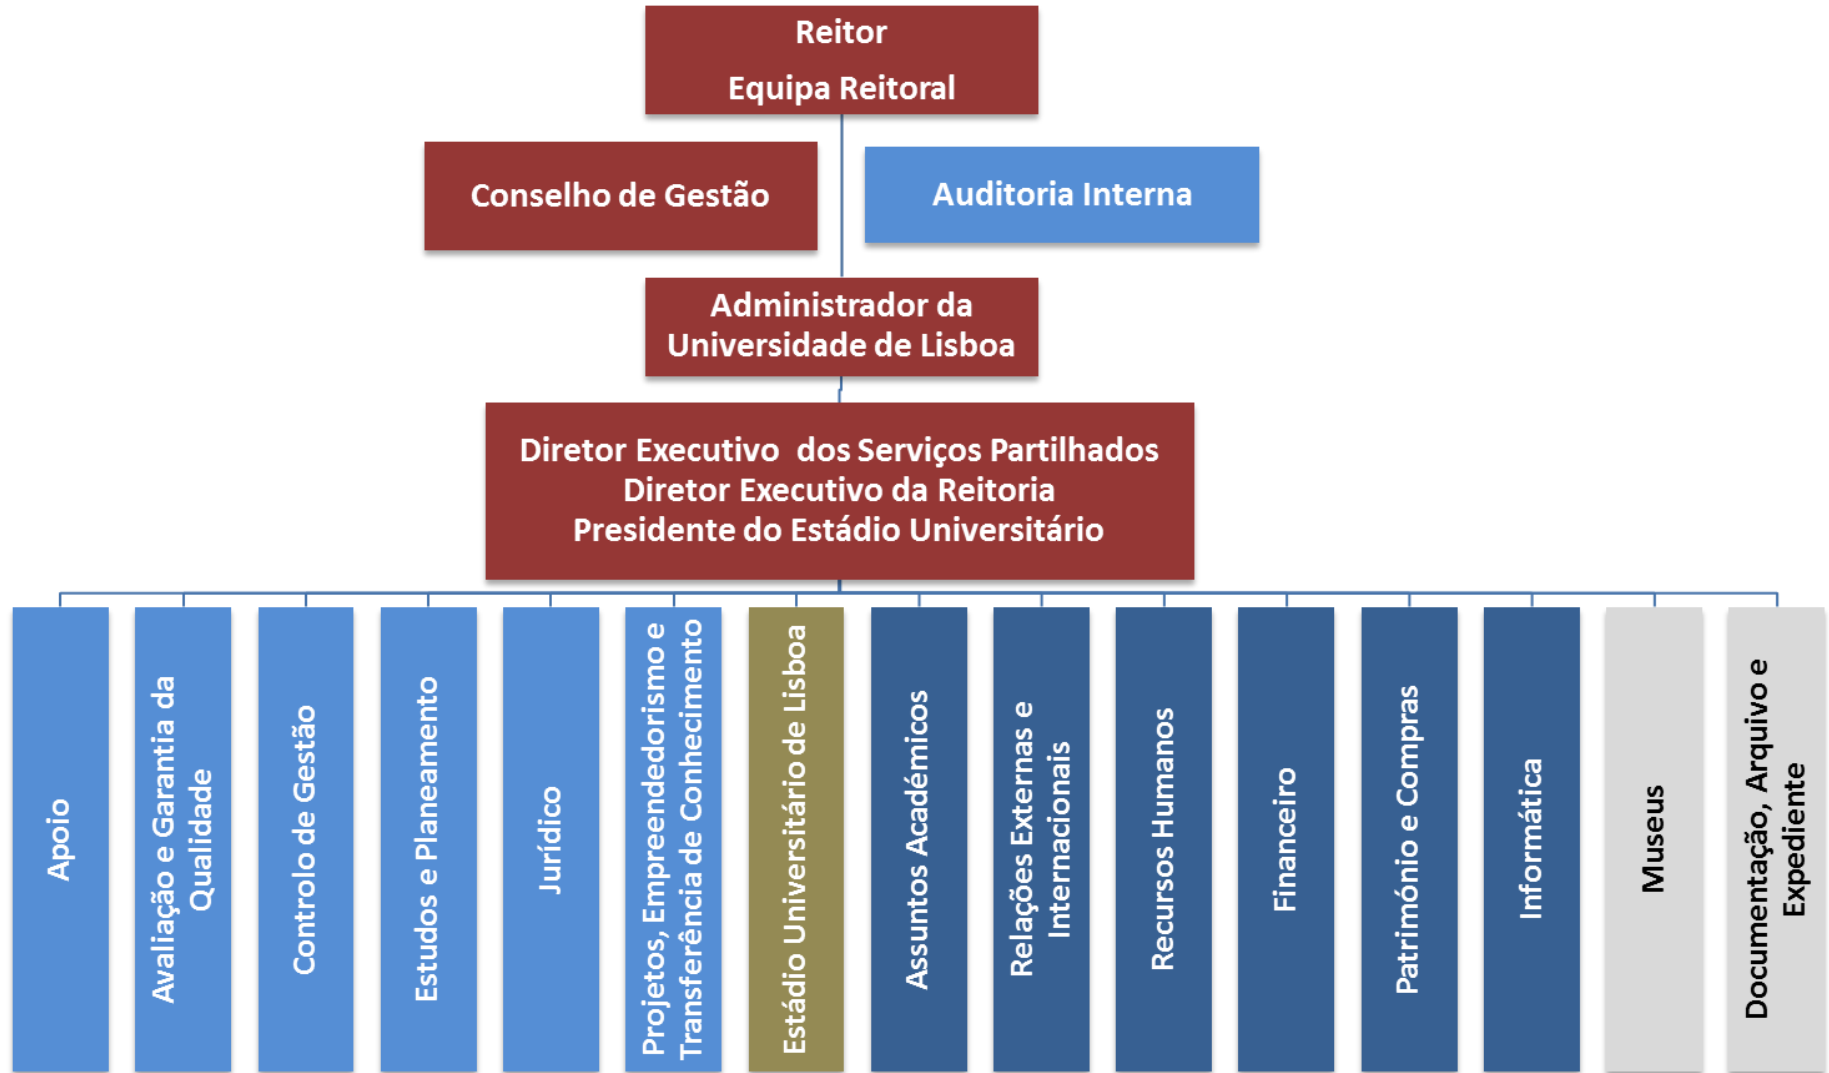 Reitor
Equipa Reitoral
Conselho de Gestão
Auditoria Interna
Administrador da
Universidade de Lisboa
Diretor Executivo  dos Serviços Partilhados
Diretor Executivo da Reitoria
Presidente do Estádio Universitário
Apoio
Avaliação e Garantia da
Qualidade
Controlo de Gestão
Estudos e Planeamento
Jurídico
Projetos, Empreendedorismo e
Transferência de Conhecimento
Estádio Universitário de Lisboa
Assuntos Académicos
Relações Externas e
Internacionais
Recursos Humanos
Financeiro
Património e Compras
Informática
Museus
Documentação, Arquivo e
Expediente